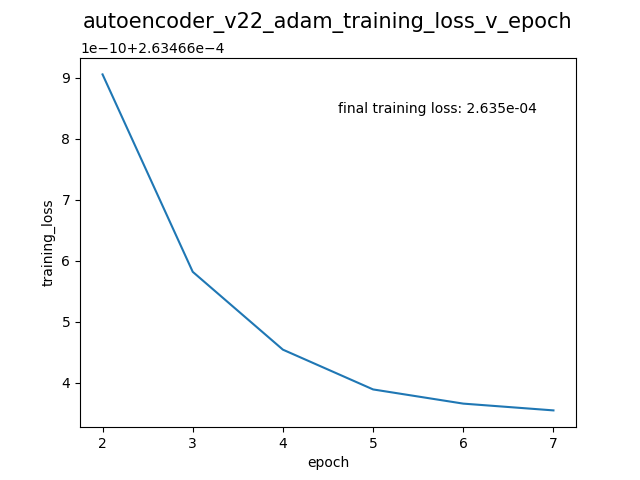 autoencoder_v22_adam_training_loss_v_epoch
1e−10+2.63466e−4
9
final training loss: 2.635e-04
8
7
training_loss
6
5
4
2 3 4 5 6 7
epoch